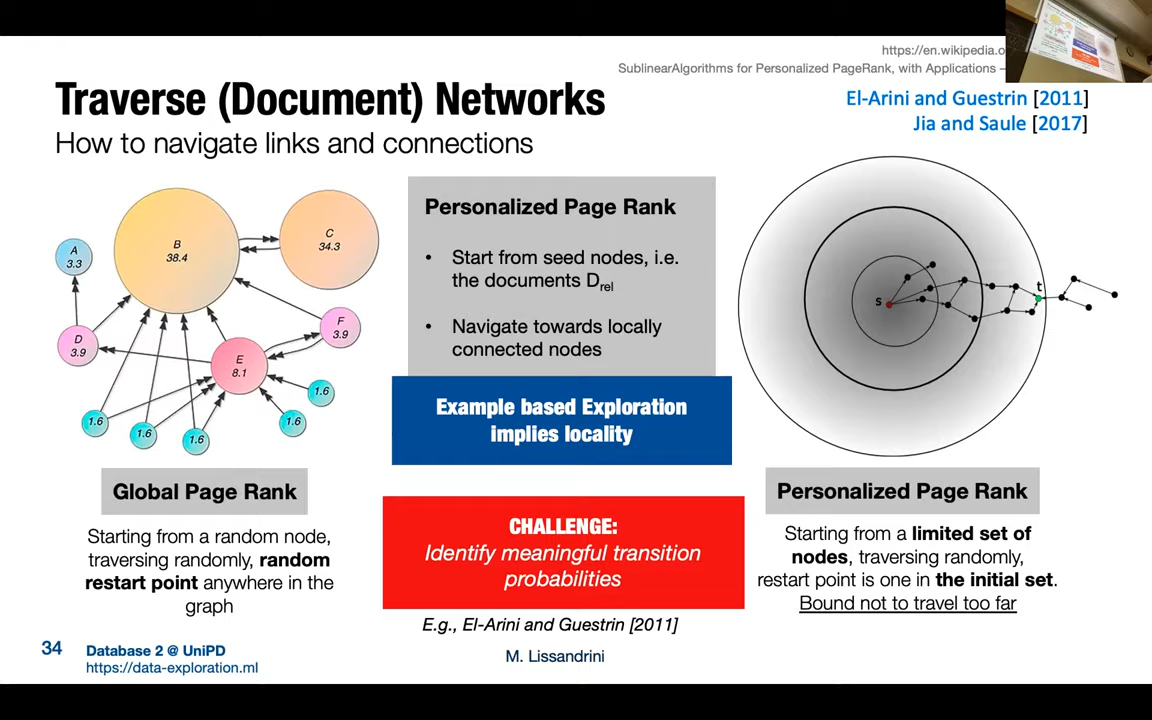 https://en.wikipedia.o
SublinearAlgorithms for Personalized PageRank, with Applications –
Traverse (Document) Networks
How to navigate links and connections
El-Arini and Guestrin [2011]
Jia and Saule [2017]
A
3.3
B
38.4
C
34.3
D
3.9
E
8.1
F
3.9
1.6
1.6
1.6
1.6
1.6
Global Page Rank
Starting from a random node,
traversing randomly, random
restart point anywhere in the
graph
Personalized Page Rank
• Start from seed nodes, i.e.
the documents Drel
• Navigate towards locally
connected nodes
Example based Exploration
implies locality
CHALLENGE:
Identify meaningful transition
probabilities
E.g., El-Arini and Guestrin [2011]
s
t
Personalized Page Rank
Starting from a limited set of
nodes, traversing randomly,
restart point is one in the initial set.
Bound not to travel too far
34
Database 2 @ UniPD
https://data-exploration.ml
M. Lissandrini